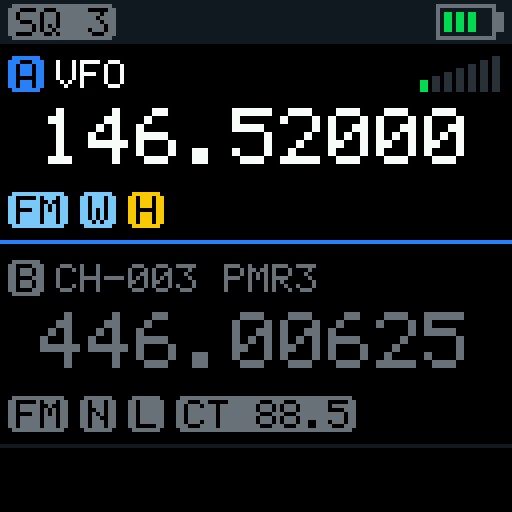 SQ 3
A VFO
146.52000
FM W H
B CH-003 PMR3
446.00625
FM N L CT 88.5